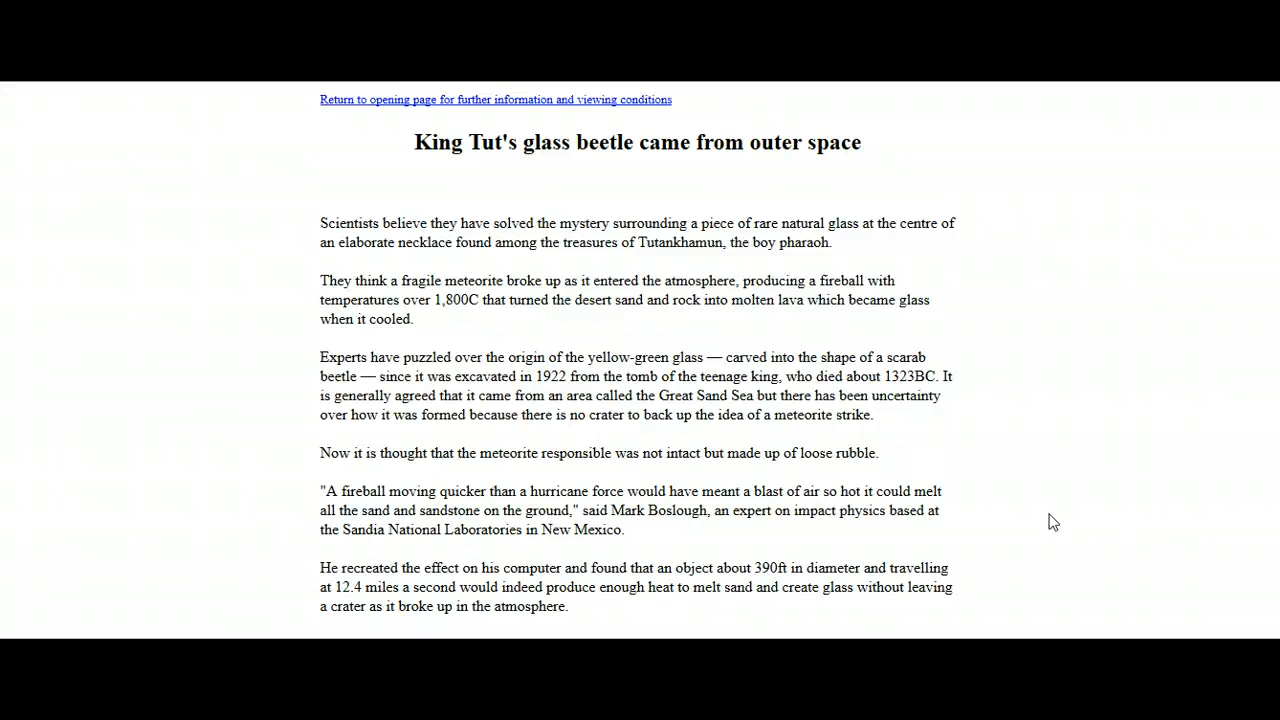 Return to opening page for further information and viewing conditions
King Tut's glass beetle came from outer space
Scientists believe they have solved the mystery surrounding a piece of rare natural glass at the centre of
an elaborate necklace found among the treasures of Tutankhamun, the boy pharaoh.
They think a fragile meteorite broke up as it entered the atmosphere, producing a fireball with
temperatures over 1,800C that turned the desert sand and rock into molten lava which became glass
when it cooled.
Experts have puzzled over the origin of the yellow-green glass — carved into the shape of a scarab
beetle — since it was excavated in 1922 from the tomb of the teenage king, who died about 1323BC. It
is generally agreed that it came from an area called the Great Sand Sea but there has been uncertainty
over how it was formed because there is no crater to back up the idea of a meteorite strike.
Now it is thought that the meteorite responsible was not intact but made up of loose rubble.
"A fireball moving quicker than a hurricane force would have meant a blast of air so hot it could melt
all the sand and sandstone on the ground," said Mark Boslough, an expert on impact physics based at
the Sandia National Laboratories in New Mexico.
He recreated the effect on his computer and found that an object about 390ft in diameter and travelling
at 12.4 miles a second would indeed produce enough heat to melt sand and create glass without leaving
a crater as it broke up in the atmosphere.